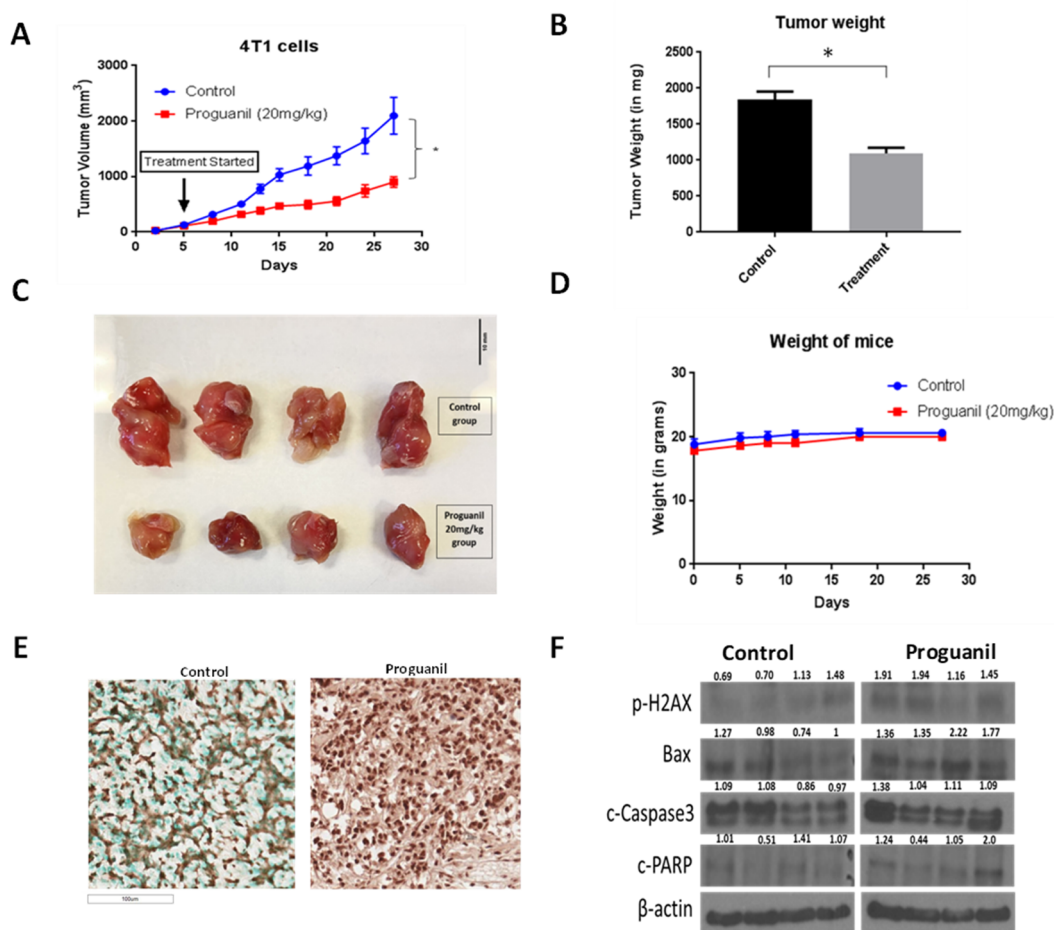 A
4T1 cells
Tumor Volume (mm³)
3000
2000
1000
0
Control
Proguanil (20mg/kg)
Treatment Started
*
0 5 10 15 20 25 30
Days
B
Tumor weight
Tumor Weight (in mg)
2500
2000
1500
1000
500
0
*
Control
Treatment
C
10 mm
Control
group
Proguanil
20mg/kg
group
D
Weight of mice
Weight (in grams)
30
20
10
0
Control
Proguanil (20mg/kg)
0 5 10 15 20 25 30
Days
E
Control
Proguanil
100um
F
Control
Proguanil
0.69 0.70 1.13 1.48 1.91 1.94 1.16 1.45
p-H2AX
1.27 0.98 0.74 1 1.36 1.35 2.22 1.77
Bax
1.09 1.08 0.86 0.97 1.38 1.04 1.11 1.09
c-Caspase3
1.01 0.51 1.41 1.07 1.24 0.44 1.05 2.0
c-PARP
β-actin